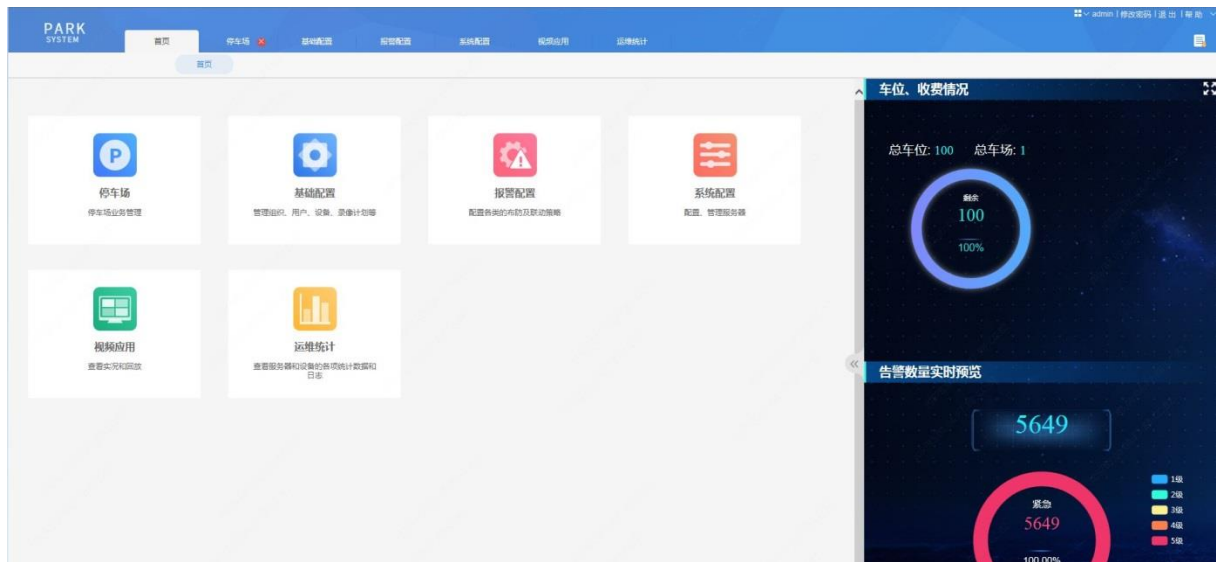 admin | 修改密码 | 退出 | 帮助
PARK
SYSTEM
首页 停车场 基础配置 报警配置 系统配置 视频应用 运维统计
首页
停车场
停车场业务管理
基础配置
管理组织、用户、设备、录像计划等
报警配置
配置各类的布防及联动策略
系统配置
配置、管理服务器
视频应用
查看实况和回放
运维统计
查看服务器和设备的各项统计数据和
日志
车位、收费情况
总车位: 100 总车场: 1
剩余
100
100%
告警数量实时预览
5649
紧急
5649
100.00%
1级
2级
3级
4级
5级